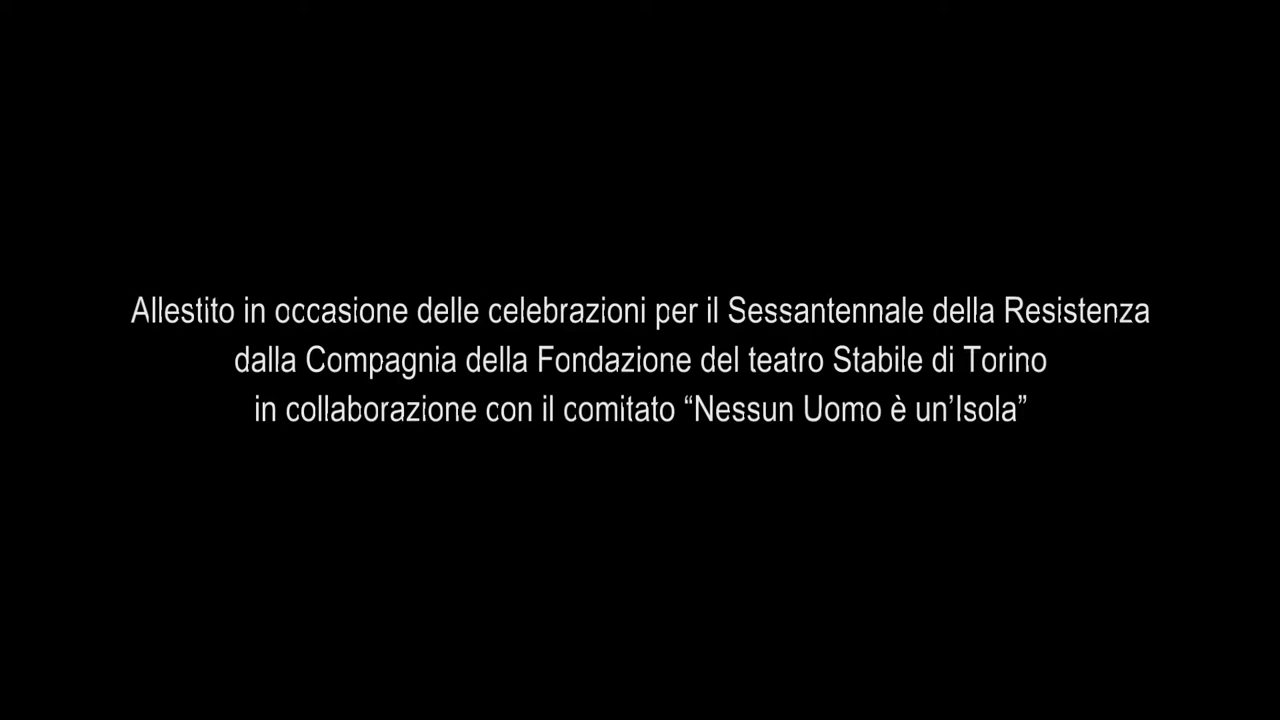 Allestito in occasione delle celebrazioni per il Sessantennale della Resistenza
dalla Compagnia della Fondazione del teatro Stabile di Torino
in collaborazione con il comitato “Nessun Uomo è un’Isola”